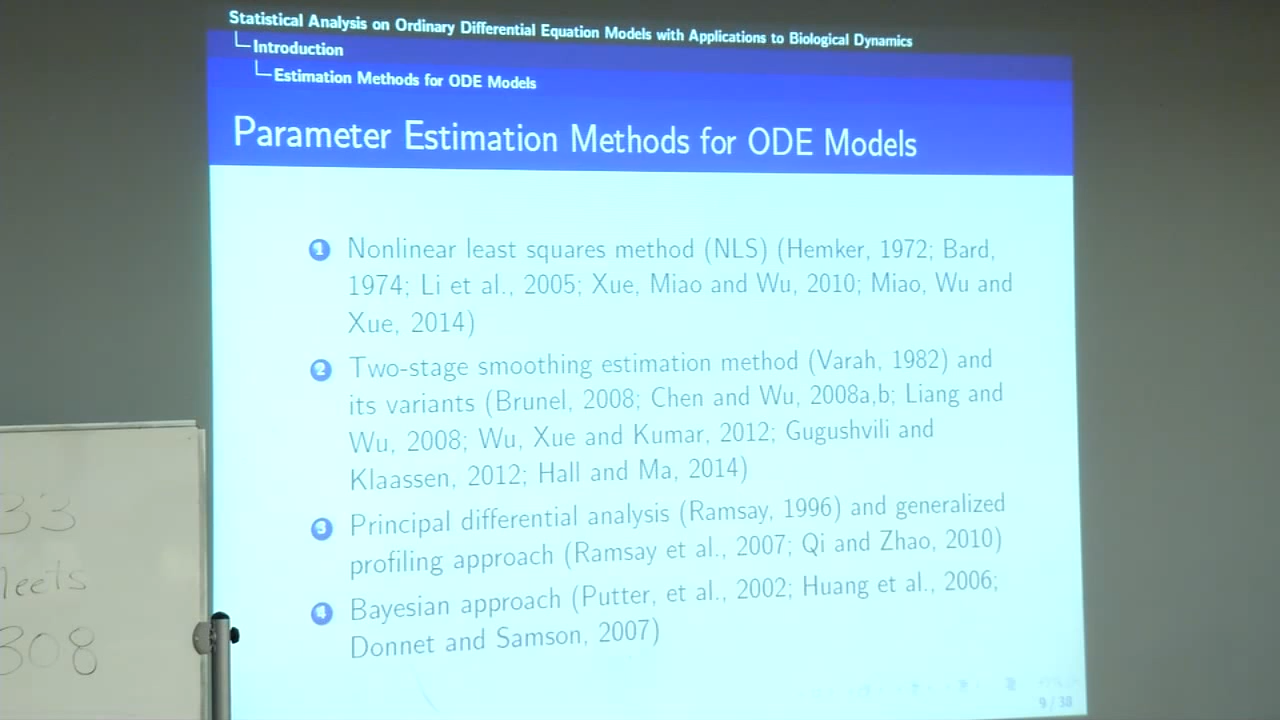 Statistical Analysis on Ordinary Differential Equation Models with Applications to Biological Dynamics
Introduction
Estimation Methods for ODE Models
Parameter Estimation Methods for ODE Models
1 Nonlinear least squares method (NLS) (Hemker, 1972; Bard,
1974; Li et al., 2005; Xue, Miao and Wu, 2010; Miao, Wu and
Xue, 2014)
2 Two-stage smoothing estimation method (Varah, 1982) and
its variants (Brunel, 2008; Chen and Wu, 2008a,b; Liang and
Wu, 2008; Wu, Xue and Kumar, 2012; Gugushvili and
Klaassen, 2012; Hall and Ma, 2014)
3 Principal differential analysis (Ramsay, 1996) and generalized
profiling approach (Ramsay et al., 2007; Qi and Zhao, 2010)
4 Bayesian approach (Putter, et al., 2002; Huang et al., 2006;
Donnet and Samson, 2007)
9 / 38
33
leets
308